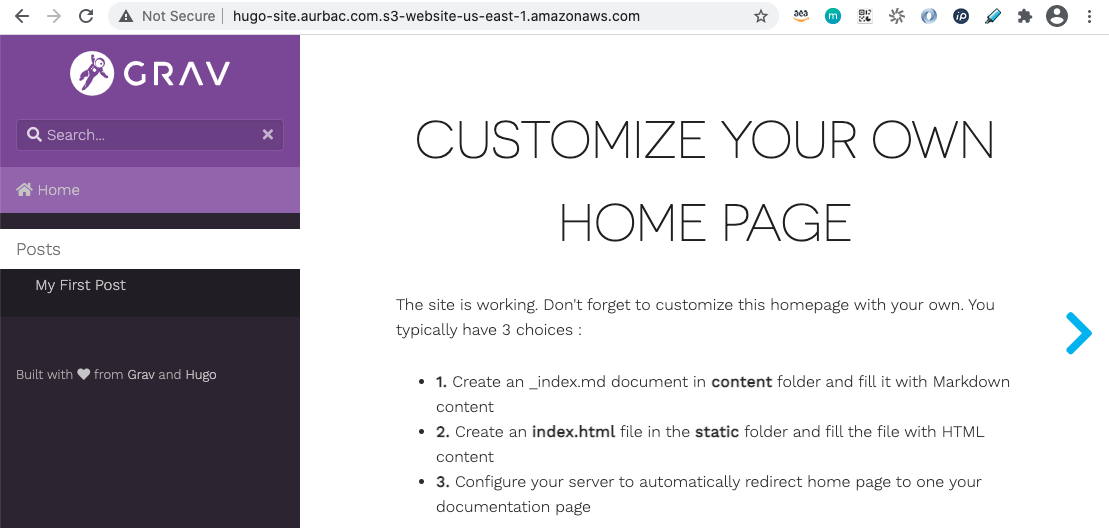 Not Secure | hugo-site.aurbac.com.s3-website-us-east-1.amazonaws.com
GRAV
Search...
Home
Posts
My First Post
Built with from Grav and Hugo
CUSTOMIZE YOUR OWN
HOME PAGE
The site is working. Don't forget to customize this homepage with your own. You
typically have 3 choices :
1. Create an _index.md document in content folder and fill it with Markdown
content
2. Create an index.html file in the static folder and fill the file with HTML
content
3. Configure your server to automatically redirect home page to one your
documentation page